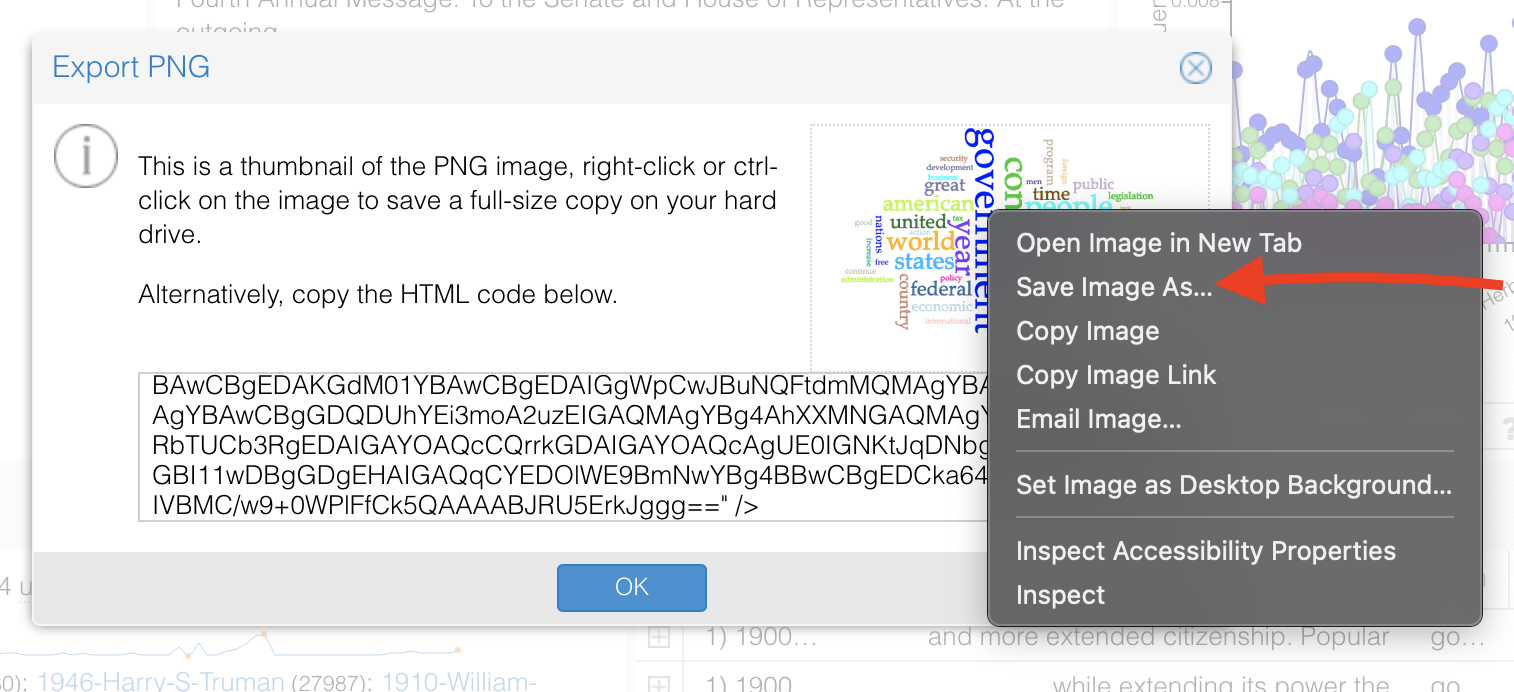 Fourth Annual Message: To the Senate and House of Representatives: At the
outgoing
0.008
Export PNG
This is a thumbnail of the PNG image, right-click or ctrl-
click on the image to save a full-size copy on your hard
drive.
Alternatively, copy the HTML code below.
security
development
business
great
american
good
nations
united
tax
action
world
increase
free
states
year
continue
administration
policy
federal
country
economic
international
government
con
program
foreign
men
time
public
people
legislation
Open Image in New Tab
Save Image As...
Copy Image
Copy Image Link
Email Image...
Set Image as Desktop Background...
Inspect Accessibility Properties
Inspect
BAwCBgEDAKGdM01YBAwCBgEDAIGgWpCwJBuNQFtdmMQMAgYBA
AgYBAwCBgGDQDUhYEi3moA2uzEIGAQMAgYBg4AhXXMNGAQMAgY
RbTUCb3RgEDAIGAYOAQcCQrrkGDAIGAYOAQcAgUE0IGNKtJqDNbg
GBI11wDBgGDgEHAIGAQqCYEDOlWE9BmNwYBg4BBwCBgEDCka64
IVBMC/w9+0WPlFfCk5QAAAABJRU5ErkJggg==" />
OK
1) 1900… and more extended citizenship. Popular go…
0); 1946-Harry-S-Truman (27987); 1910-William-
1) 1900 while extending its power the go